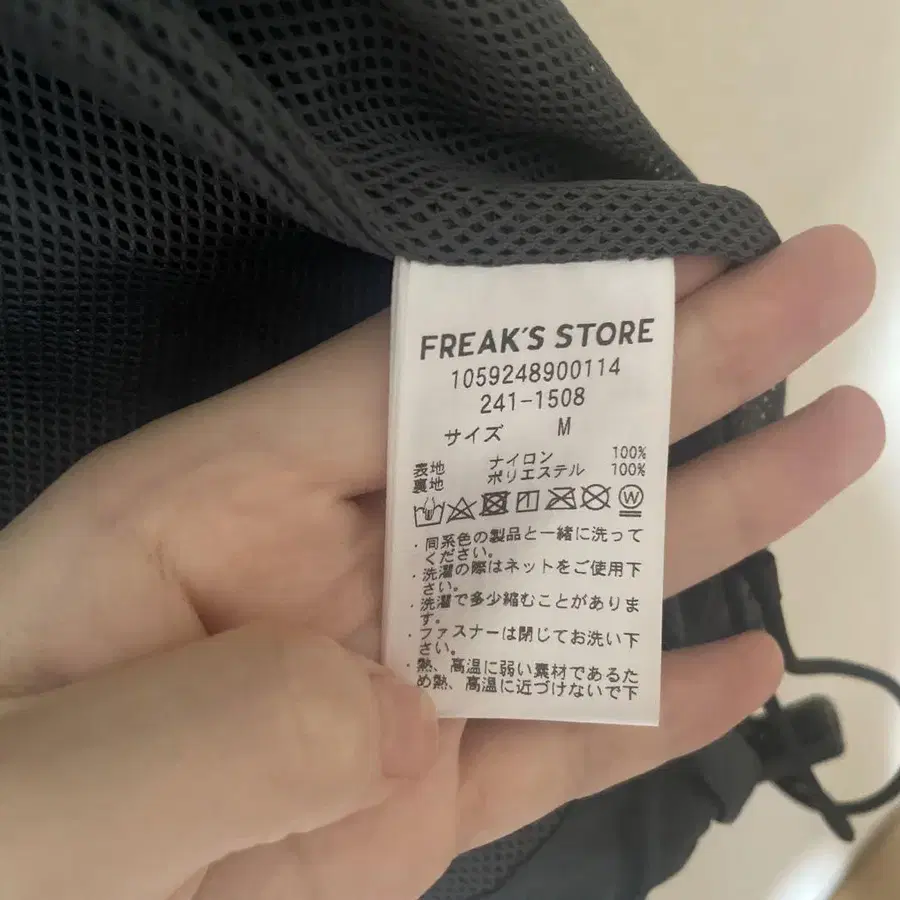 FREAK'S STORE
1059248900114
241-1508
サイズ M
表地 ナイロン 100%
裏地 ポリエステル 100%
W
・同系色の製品と一緒に洗って
ください。
・洗濯の際はネットをご使用下
さい。
・洗濯で多少縮むことがありま
す。
・ファスナーは閉じてお洗い下
さい。
・熱、高温に弱い素材であるた
め熱、高温に近づけないで下